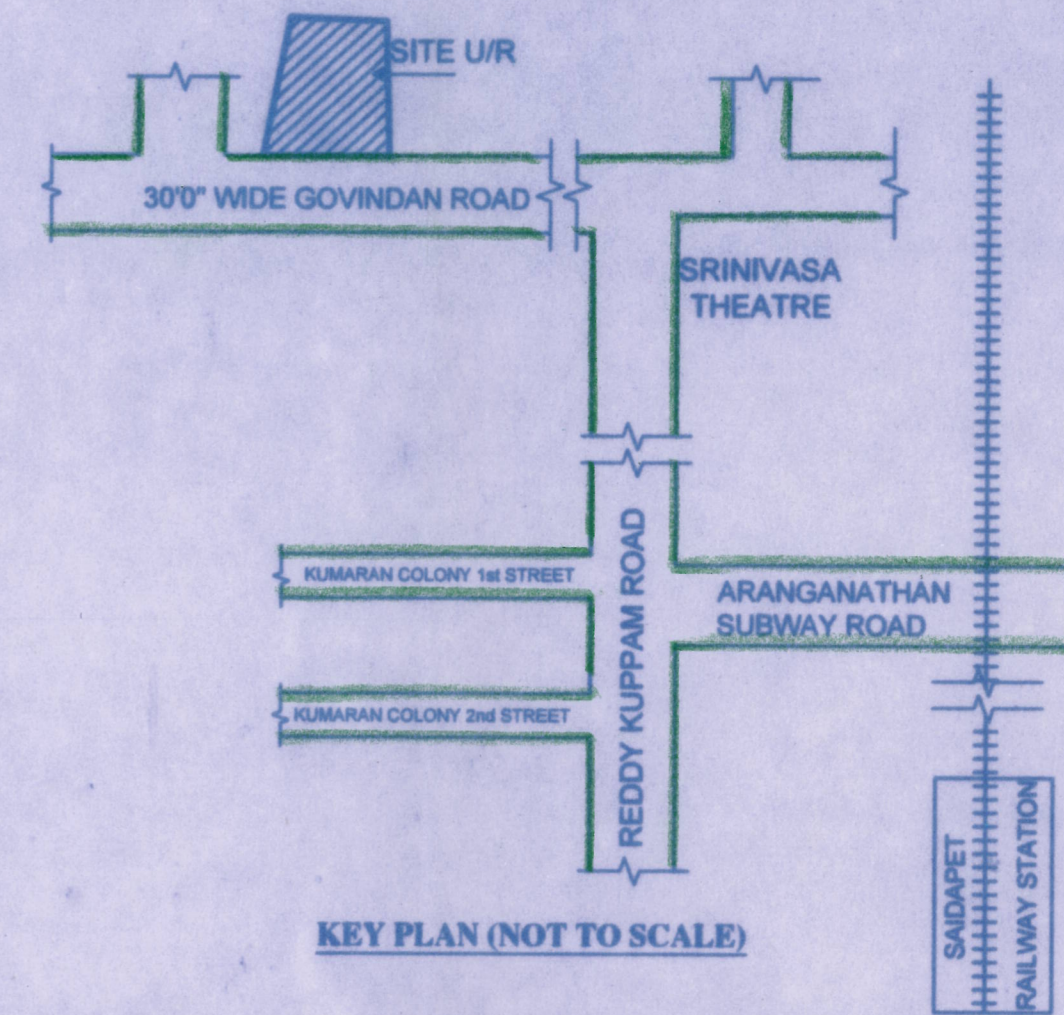 SITE U/R
30'0" WIDE GOVINDAN ROAD
SRINIVASA
THEATRE
REDDY KUPPAM ROAD
KUMARAN COLONY 1st STREET
ARANGANATHAN
SUBWAY ROAD
KUMARAN COLONY 2nd STREET
SAIDAPET
RAILWAY STATION
KEY PLAN (NOT TO SCALE)